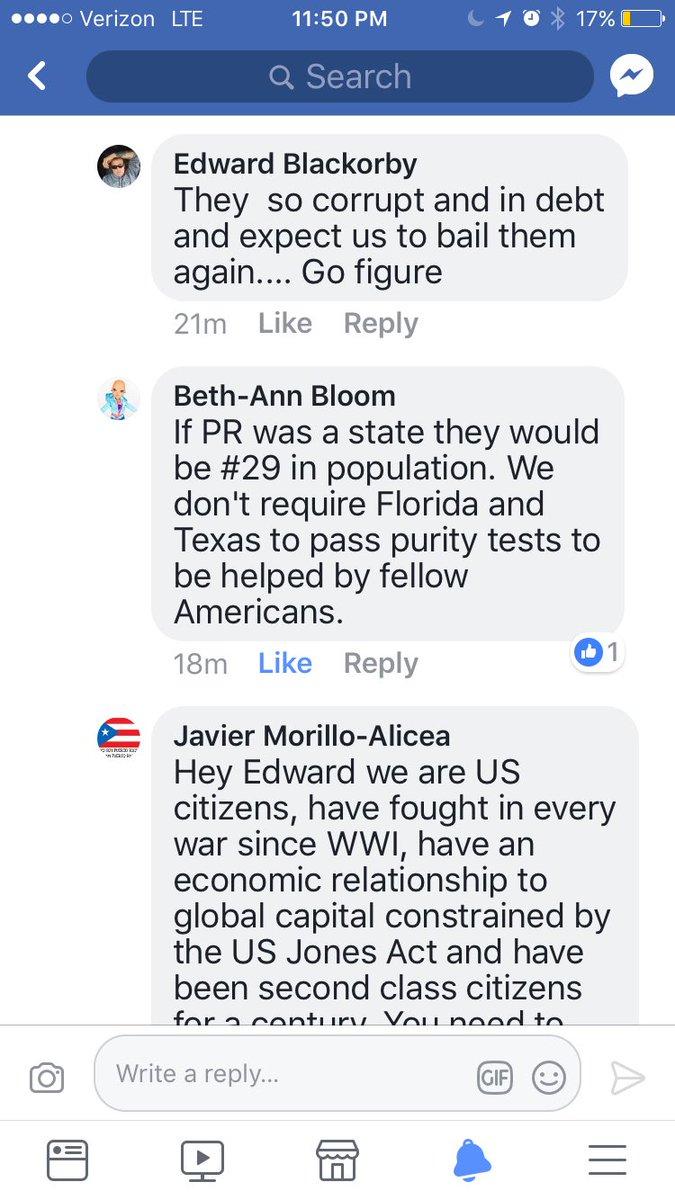 Verizon LTE 11:50 PM 17%
Search
Edward Blackorby
They  so corrupt and in debt
and expect us to bail them
again.... Go figure
21m Like Reply
Beth-Ann Bloom
If PR was a state they would
be #29 in population. We
don't require Florida and
Texas to pass purity tests to
be helped by fellow
Americans.
18m Like Reply 1
Javier Morillo-Alicea
Hey Edward we are US
citizens, have fought in every
war since WWI, have an
economic relationship to
global capital constrained by
the US Jones Act and have
been second class citizens
for a century. You need to
Write a reply...
GIF